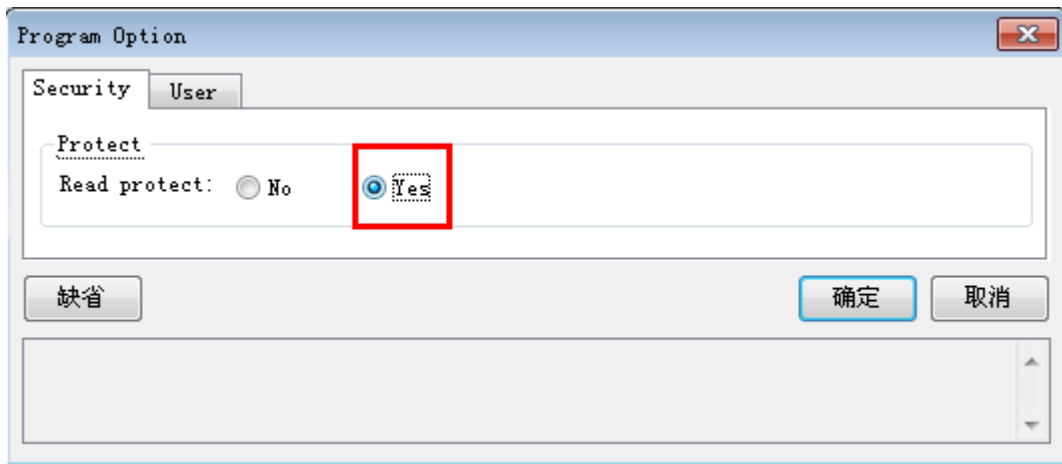 Program Option
Security User
Protect
Read protect: No Yes
缺省 确定 取消